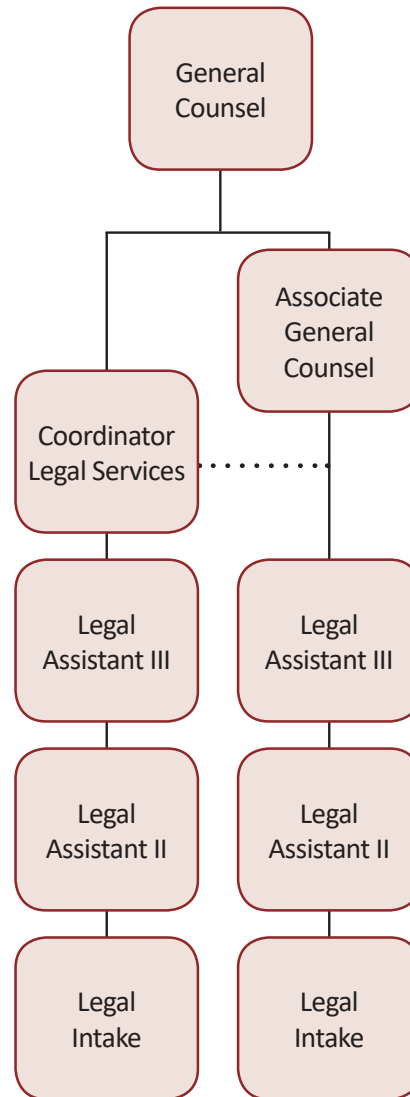 General
Counsel
Associate
General
Counsel
Coordinator
Legal Services
Legal
Assistant III
Legal
Assistant III
Legal
Assistant II
Legal
Assistant II
Legal
Intake
Legal
Intake